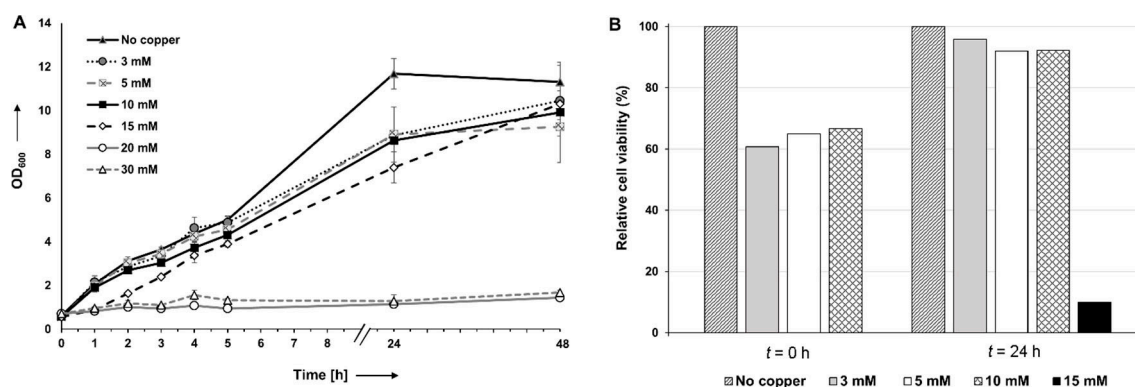 A
14
12
10
8
6
4
2
0
OD600
No copper
3 mM
5 mM
10 mM
15 mM
20 mM
30 mM
0 1 2 3 4 5 6 7 8 24 48
Time [h]
B
100
80
60
40
20
0
Relative cell viability (%)
t = 0 h t = 24 h
No copper 3 mM 5 mM 10 mM 15 mM